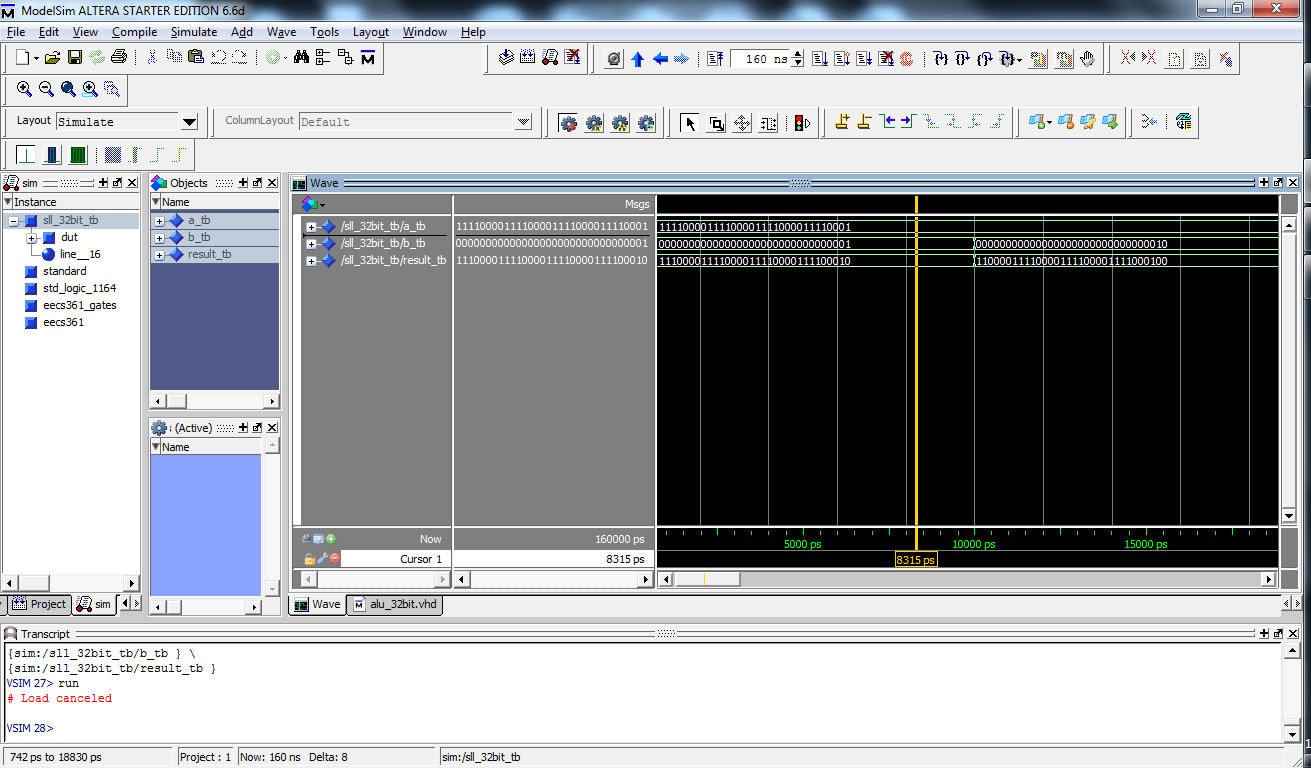 ModelSim ALTERA STARTER EDITION 6.6d
File Edit View Compile Simulate Add Wave Tools Layout Window Help
160 ns
Layout Simulate ColumnLayout Default
sim
Instance
sll_32bit_tb
dut
line__16
standard
std_logic_1164
eecs361_gates
eecs361
Project sim
Objects
Name
a_tb
b_tb
result_tb
: (Active)
Name
Wave
Msgs
/sll_32bit_tb/a_tb 11110000111100001111000011110001 11110000111100001111000011110001
/sll_32bit_tb/b_tb 00000000000000000000000000000001 00000000000000000000000000000001 00000000000000000000000000000010
/sll_32bit_tb/result_tb 11100001111000011110000111100010 11100001111000011110000111100010 11000011110000111100001111000100
Now 160000 ps 5000 ps 10000 ps 15000 ps
Cursor 1 8315 ps 8315 ps
Wave alu_32bit.vhd
Transcript
{sim:/sll_32bit_tb/b_tb } \
{sim:/sll_32bit_tb/result_tb }
VSIM 27> run
# Load canceled
VSIM 28>
742 ps to 18830 ps Project : 1 Now: 160 ns Delta: 8 sim:/sll_32bit_tb